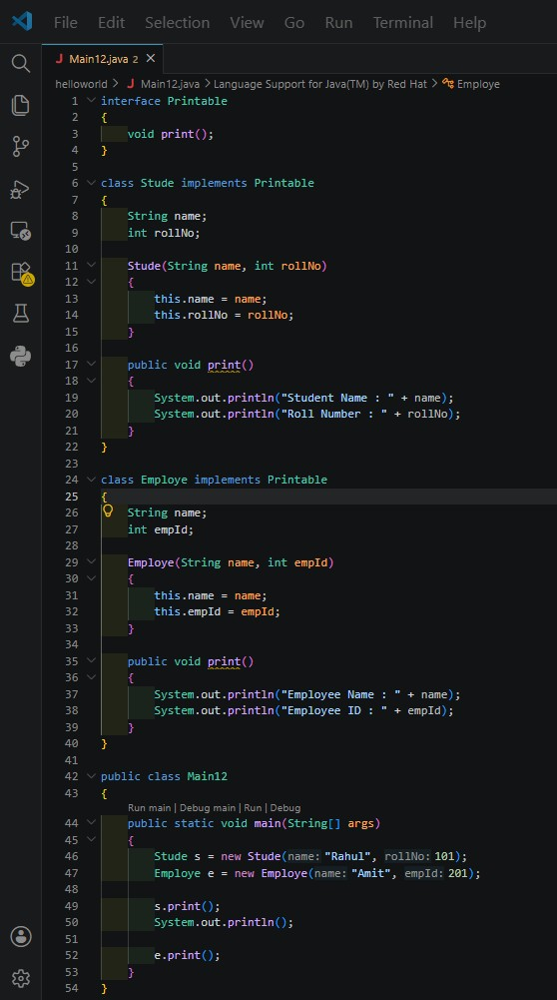 File Edit Selection View Go Run Terminal Help
Main12.java 2 ×
helloworld > Main12.java > Language Support for Java(TM) by Red Hat > Employe
1 interface Printable
2 {
3 void print();
4 }
5
6 class Stude implements Printable
7 {
8 String name;
9 int rollNo;
10
11 Stude(String name, int rollNo)
12 {
13 this.name = name;
14 this.rollNo = rollNo;
15 }
16
17 public void print()
18 {
19 System.out.println("Student Name : " + name);
20 System.out.println("Roll Number : " + rollNo);
21 }
22 }
23
24 class Employe implements Printable
25 {
26 String name;
27 int empId;
28
29 Employe(String name, int empId)
30 {
31 this.name = name;
32 this.empId = empId;
33 }
34
35 public void print()
36 {
37 System.out.println("Employee Name : " + name);
38 System.out.println("Employee ID : " + empId);
39 }
40 }
41
42 public class Main12
43 {
Run main | Debug main | Run | Debug
44 public static void main(String[] args)
45 {
46 Stude s = new Stude(name: "Rahul", rollNo: 101);
47 Employe e = new Employe(name: "Amit", empId: 201);
48
49 s.print();
50 System.out.println();
51
52 e.print();
53 }
54 }